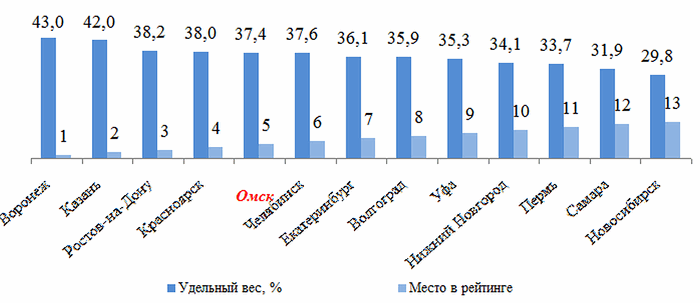 43,0 42,0 38,2 38,0 37,4 37,6 36,1 35,9 35,3 34,1 33,7 31,9 29,8
1 2 3 4 5 6 7 8 9 10 11 12 13
Воронеж
Казань
Ростов-на-Дону
Красноярск
Омск
Челябинск
Екатеринбург
Волгоград
Уфа
Нижний Новгород
Пермь
Самара
Новосибирск
Удельный вес, % Место в рейтинге